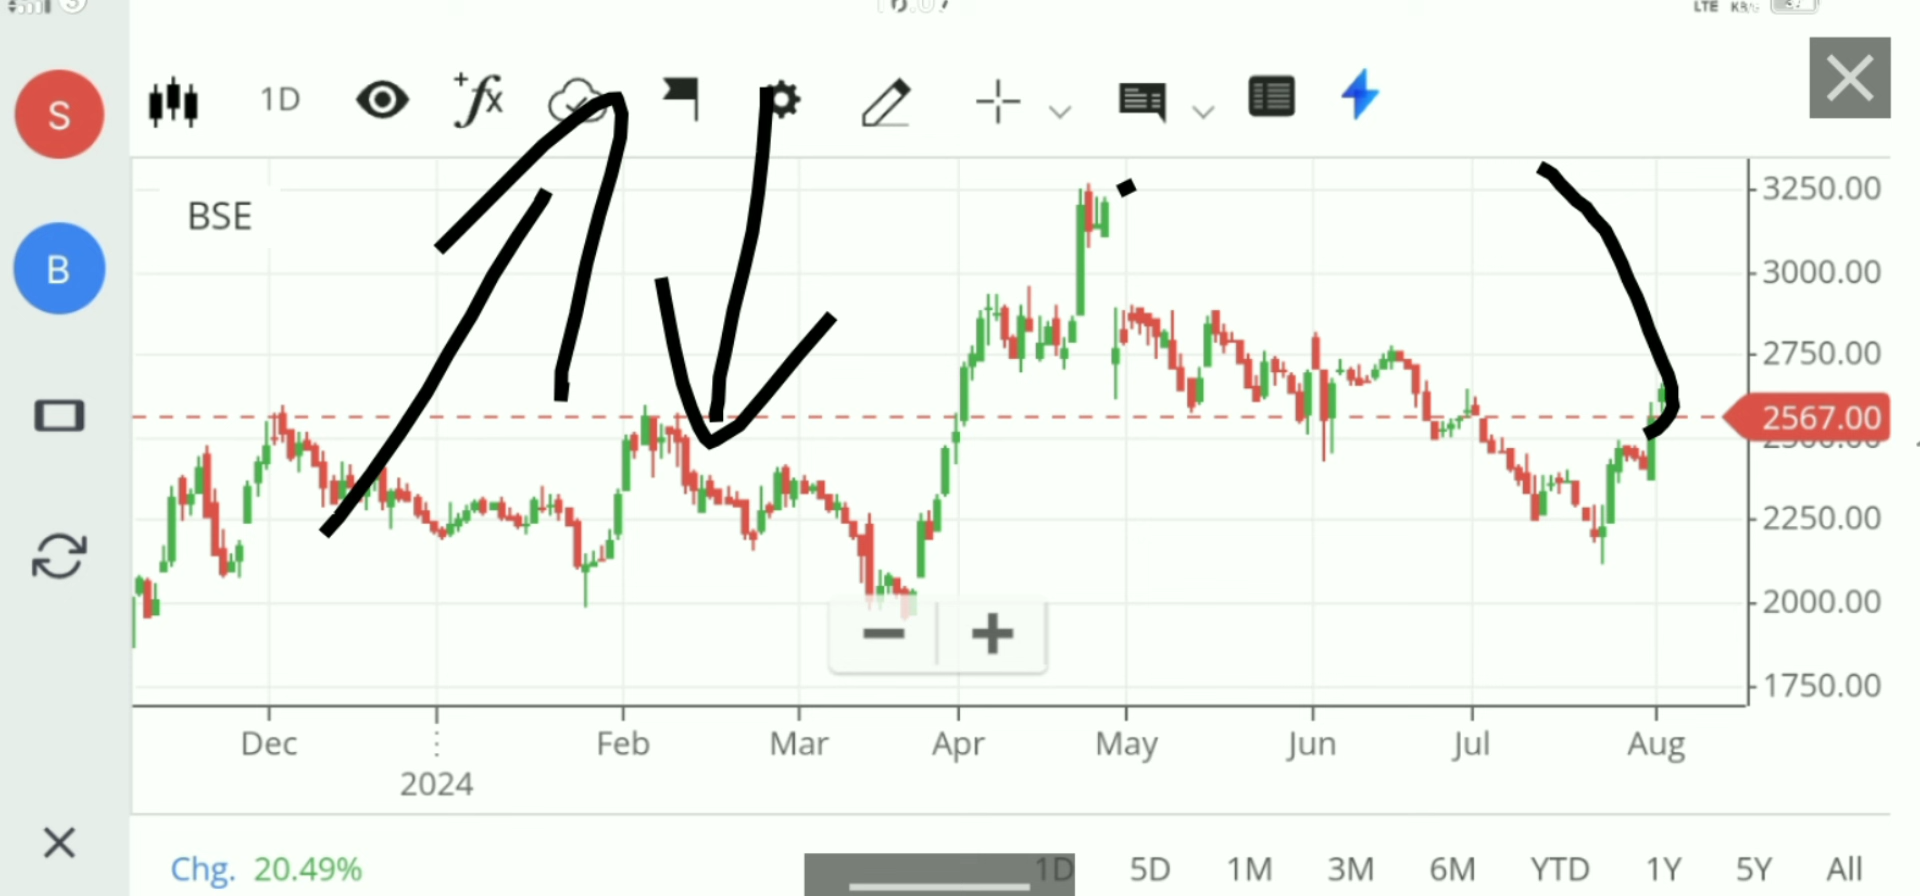 LTE
S
1D
BSE
3250.00
B
3000.00
2750.00
2567.00
2250.00
2000.00
1750.00
Dec Feb Mar Apr May Jun Jul Aug
2024
Chg. 20.49% 1D 5D 1M 3M 6M YTD 1Y 5Y All